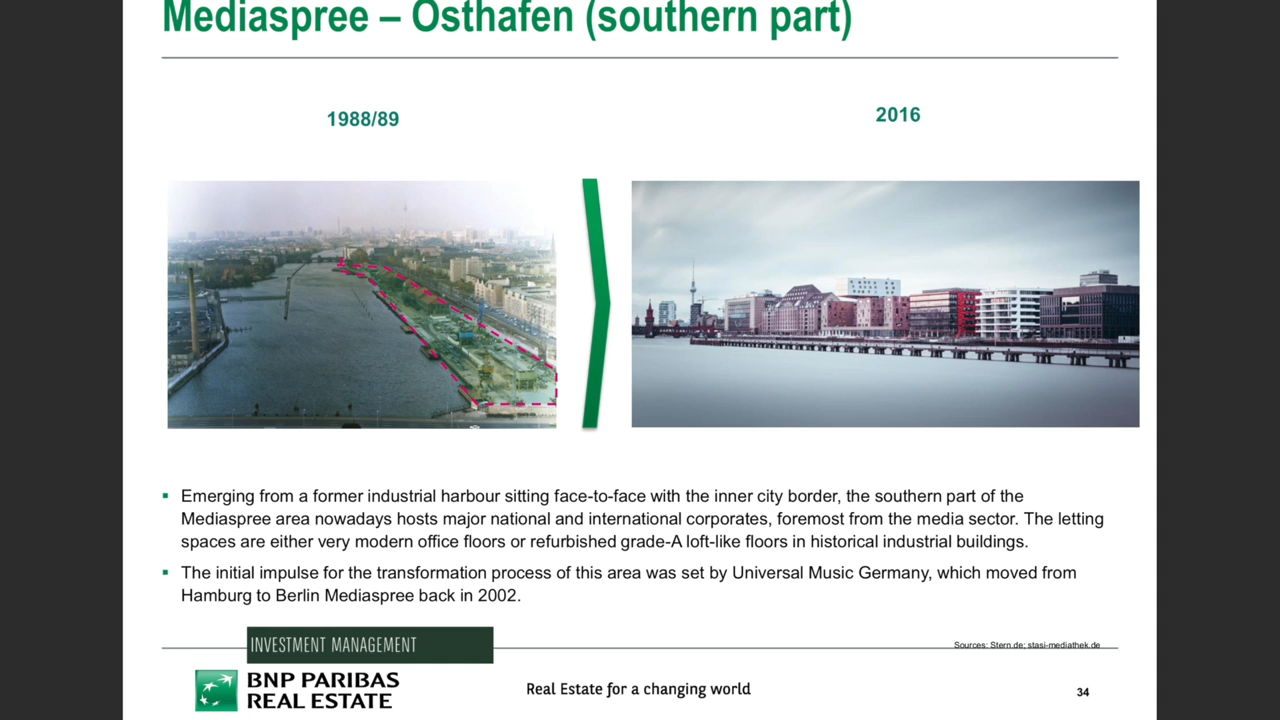 Mediaspree – Osthafen (southern part)
1988/89
2016
▪ Emerging from a former industrial harbour sitting face-to-face with the inner city border, the southern part of the
Mediaspree area nowadays hosts major national and international corporates, foremost from the media sector. The letting
spaces are either very modern office floors or refurbished grade-A loft-like floors in historical industrial buildings.
▪ The initial impulse for the transformation process of this area was set by Universal Music Germany, which moved from
Hamburg to Berlin Mediaspree back in 2002.
INVESTMENT MANAGEMENT
Sources: Stern.de; stasi-mediathek.de
BNP PARIBAS
REAL ESTATE
Real Estate for a changing world
34